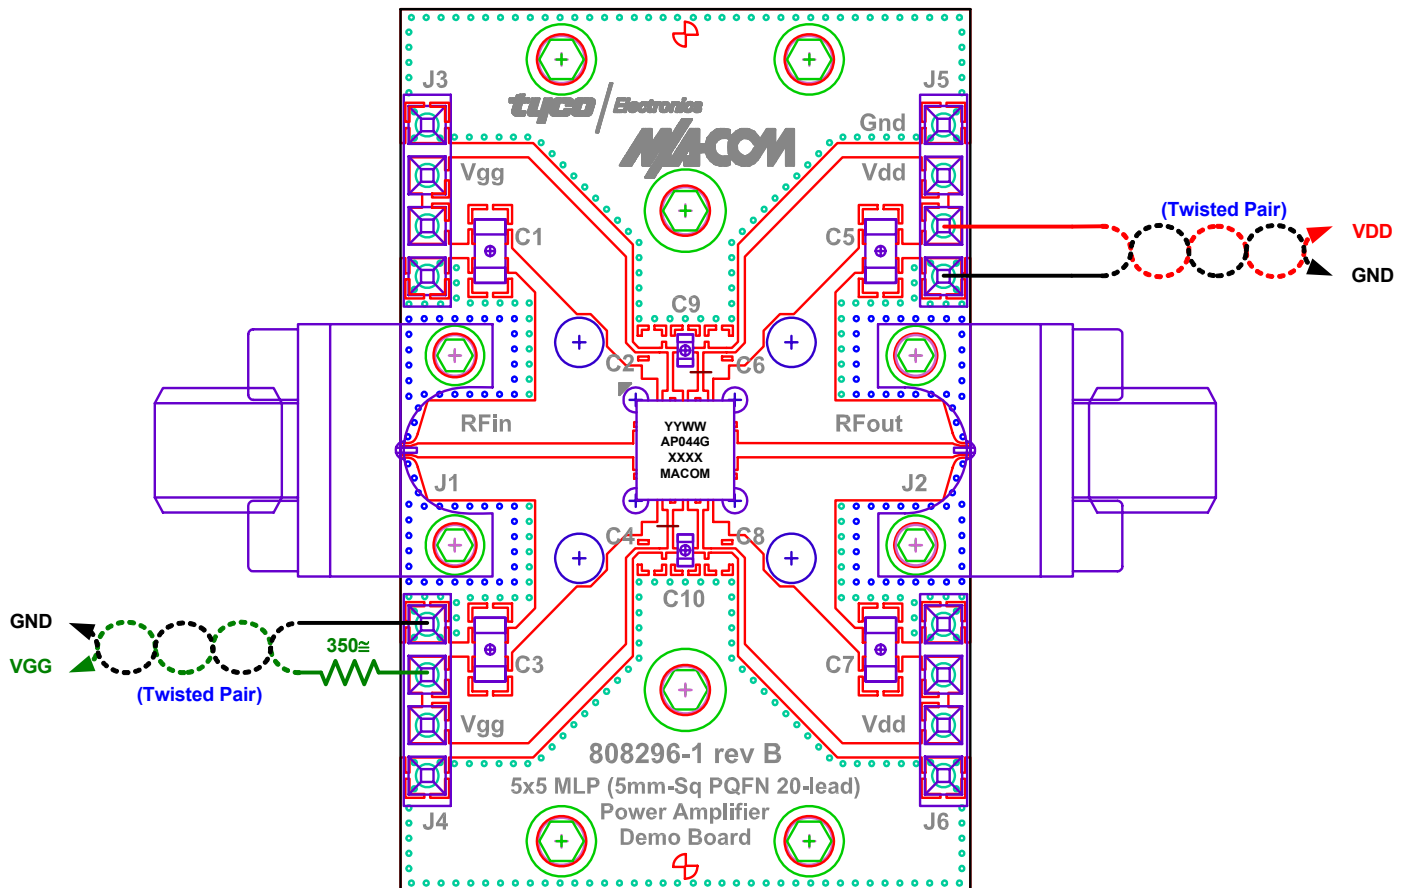 J3
J5
tyco / Electronics
M/A-COM
Gnd
Vgg
Vdd
(Twisted Pair)
VDD
GND
C1
C5
C9
C2
C6
RFin
RFout
YYWW
AP044G
XXXX
MACOM
J1
J2
C4
C8
C10
GND
VGG
350≅
(Twisted Pair)
C3
C7
Vgg
Vdd
808296-1 rev B
5x5 MLP (5mm-Sq PQFN 20-lead)
Power Amplifier
Demo Board
J4
J6